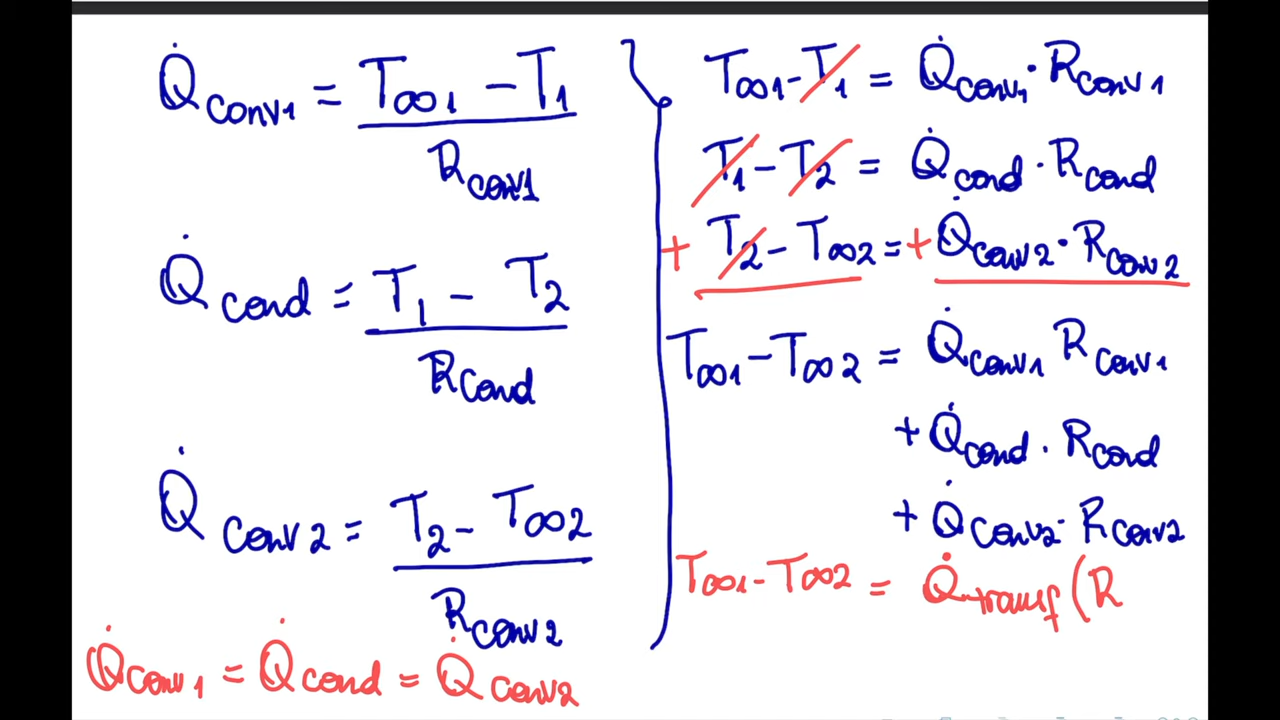 Q̇conv1 = T∞1 - T1 / Rconv1
Q̇cond = T1 - T2 / Rcond
Q̇conv2 = T2 - T∞2 / Rconv2
Q̇conv1 = Q̇cond = Q̇conv2
T∞1 - T1 = Q̇conv1 · Rconv1
T1 - T2 = Q̇cond · Rcond
+ T2 - T∞2 = + Q̇conv2 · Rconv2
T∞1 - T∞2 = Q̇conv1 Rconv1
+ Q̇cond · Rcond
+ Q̇conv2 · Rconv2
T∞1 - T∞2 = Q̇transf (R